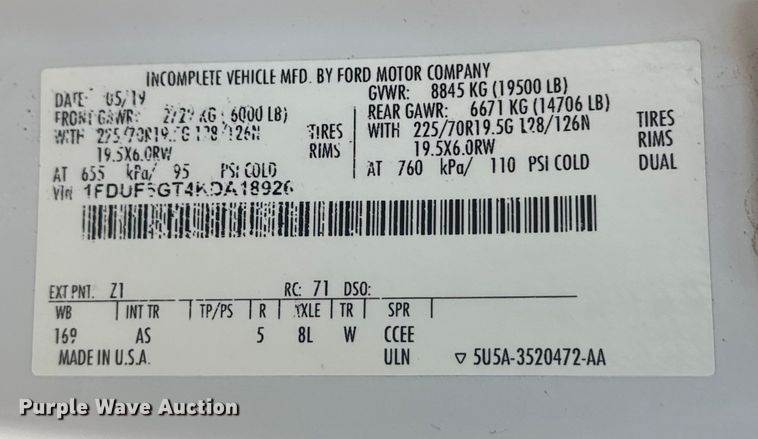 INCOMPLETE VEHICLE MFD. BY FORD MOTOR COMPANY
DATE: 05/19
GVWR: 8845 KG (19500 LB)
FRONT GAWR: KG (6000 LB)
REAR GAWR: 6671 KG (14706 LB)
WITH 225/70R19.5G 128/126N TIRES
19.5X6.0RW RIMS
WITH 225/70R19.5G 128/126N TIRES
19.5X6.0RW RIMS
AT 655 kPa/ 95 PSI COLD
AT 760 kPa/ 110 PSI COLD DUAL
VIN
EXT PNT: Z1 RC: 71 DSO:
WB INT TR TP/PS R AXLE TR SPR
169 AS 5 8L W CCEE
MADE IN U.S.A. ULN ▽ 5U5A-3520472-AA
Purple Wave Auction